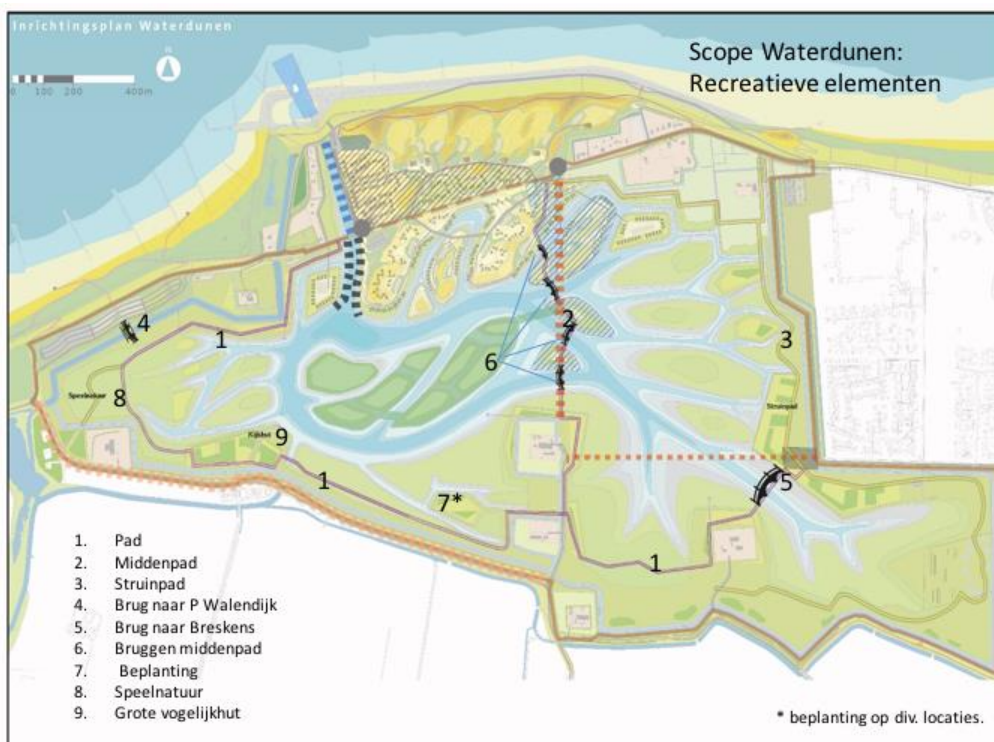 Inrichtingsplan Waterdunen
N
0 100 200 400m
Scope Waterdunen:
Recreatieve elementen
4
1
2
3
6
Speelnatuur
8
Struinpad
Kijkhut
9
1
7*
5
1
1. Pad
2. Middenpad
3. Struinpad
4. Brug naar P Walendijk
5. Brug naar Breskens
6. Bruggen middenpad
7. Beplanting
8. Speelnatuur
9. Grote vogelijkhut
* beplanting op div. locaties.